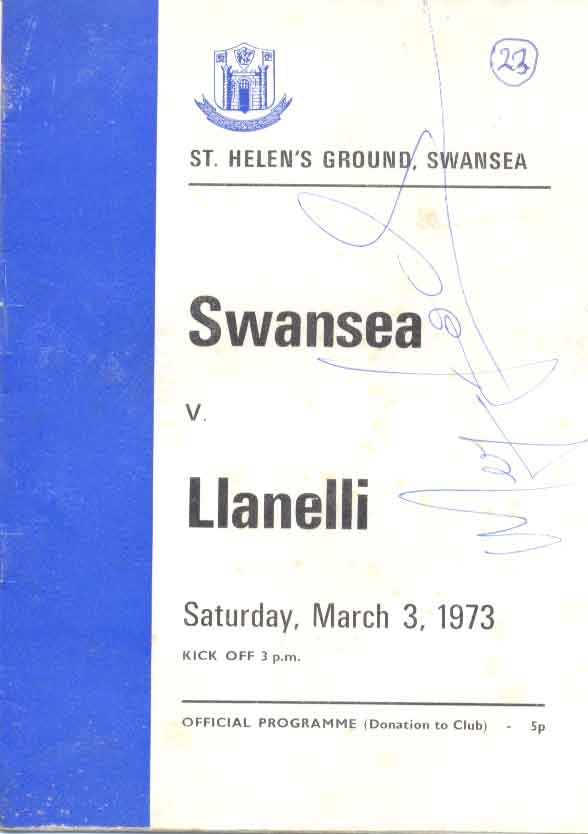 23
ST. HELEN'S GROUND, SWANSEA
Swansea
V.
Llanelli
Saturday, March 3, 1973
KICK OFF 3 p.m.
OFFICIAL PROGRAMME (Donation to Club) - 5p